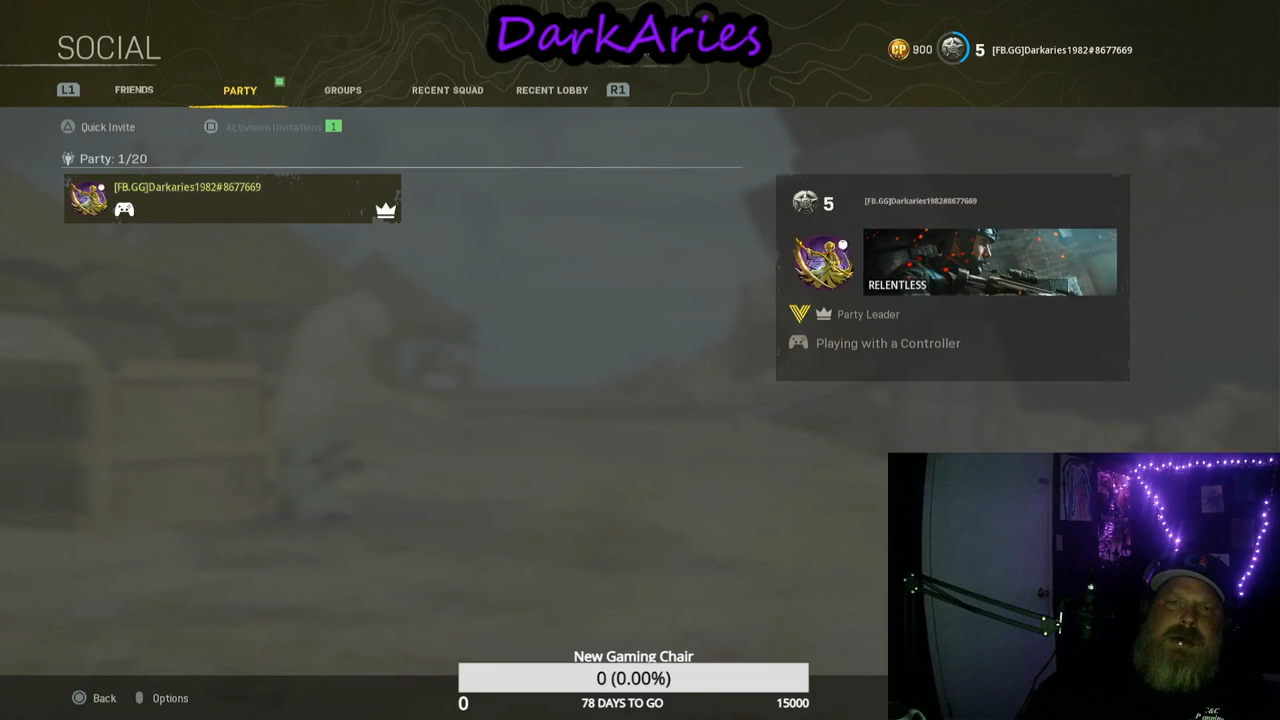 DarkAries
SOCIAL
CP 900 5 [FB.GG]Darkaries1982#8677669
L1 FRIENDS PARTY GROUPS RECENT SQUAD RECENT LOBBY R1
Quick Invite Activision Invitations 1
Party: 1/20
[FB.GG]Darkaries1982#8677669
5 [FB.GG]Darkaries1982#8677669
RELENTLESS
Party Leader
Playing with a Controller
New Gaming Chair
0 (0.00%)
0 78 DAYS TO GO 15000
Back Options